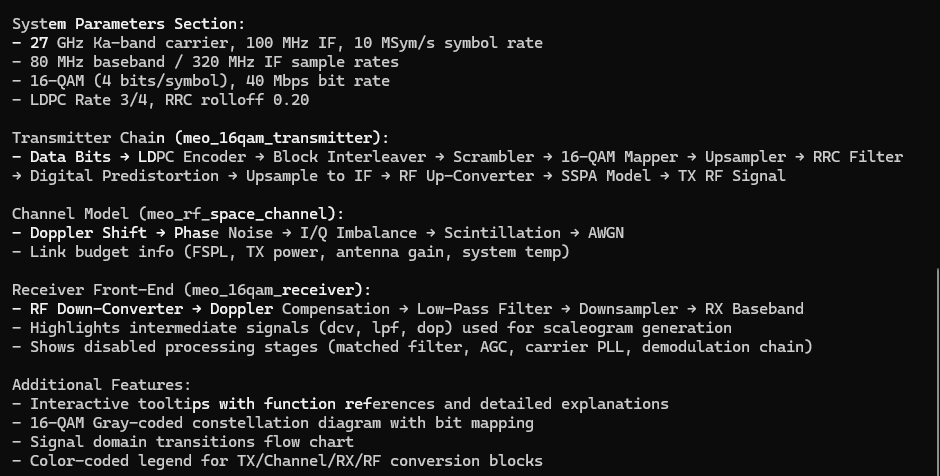 System Parameters Section:
- 27 GHz Ka-band carrier, 100 MHz IF, 10 MSym/s symbol rate
- 80 MHz baseband / 320 MHz IF sample rates
- 16-QAM (4 bits/symbol), 40 Mbps bit rate
- LDPC Rate 3/4, RRC rolloff 0.20
Transmitter Chain (meo_16qam_transmitter):
- Data Bits → LDPC Encoder → Block Interleaver → Scrambler → 16-QAM Mapper → Upsampler → RRC Filter
→ Digital Predistortion → Upsample to IF → RF Up-Converter → SSPA Model → TX RF Signal
Channel Model (meo_rf_space_channel):
- Doppler Shift → Phase Noise → I/Q Imbalance → Scintillation → AWGN
- Link budget info (FSPL, TX power, antenna gain, system temp)
Receiver Front-End (meo_16qam_receiver):
- RF Down-Converter → Doppler Compensation → Low-Pass Filter → Downsampler → RX Baseband
- Highlights intermediate signals (dcv, lpf, dop) used for scaleogram generation
- Shows disabled processing stages (matched filter, AGC, carrier PLL, demodulation chain)
Additional Features:
- Interactive tooltips with function references and detailed explanations
- 16-QAM Gray-coded constellation diagram with bit mapping
- Signal domain transitions flow chart
- Color-coded legend for TX/Channel/RX/RF conversion blocks